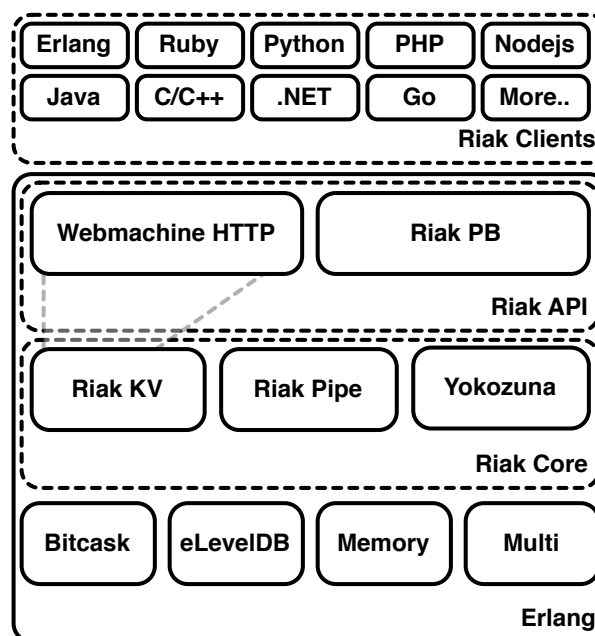 Erlang Ruby Python PHP Nodejs
Java C/C++ .NET Go More..
Riak Clients
Webmachine HTTP Riak PB
Riak API
Riak KV Riak Pipe Yokozuna
Riak Core
Bitcask eLevelDB Memory Multi
Erlang